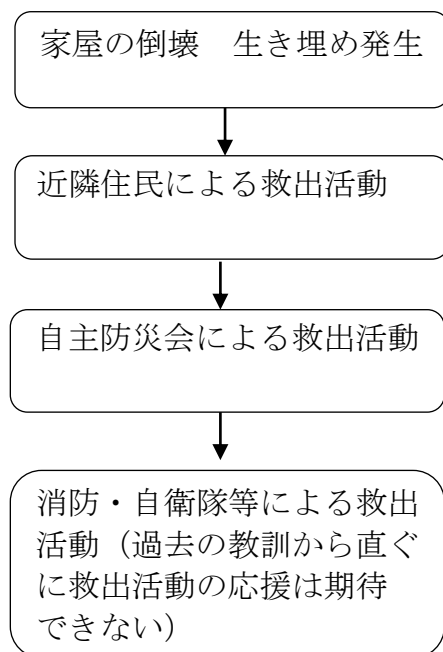 家屋の倒壊　生き埋め発生
近隣住民による救出活動
自主防災会による救出活動
消防・自衛隊等による救出
活動（過去の教訓から直ぐ
に救出活動の応援は期待
できない）